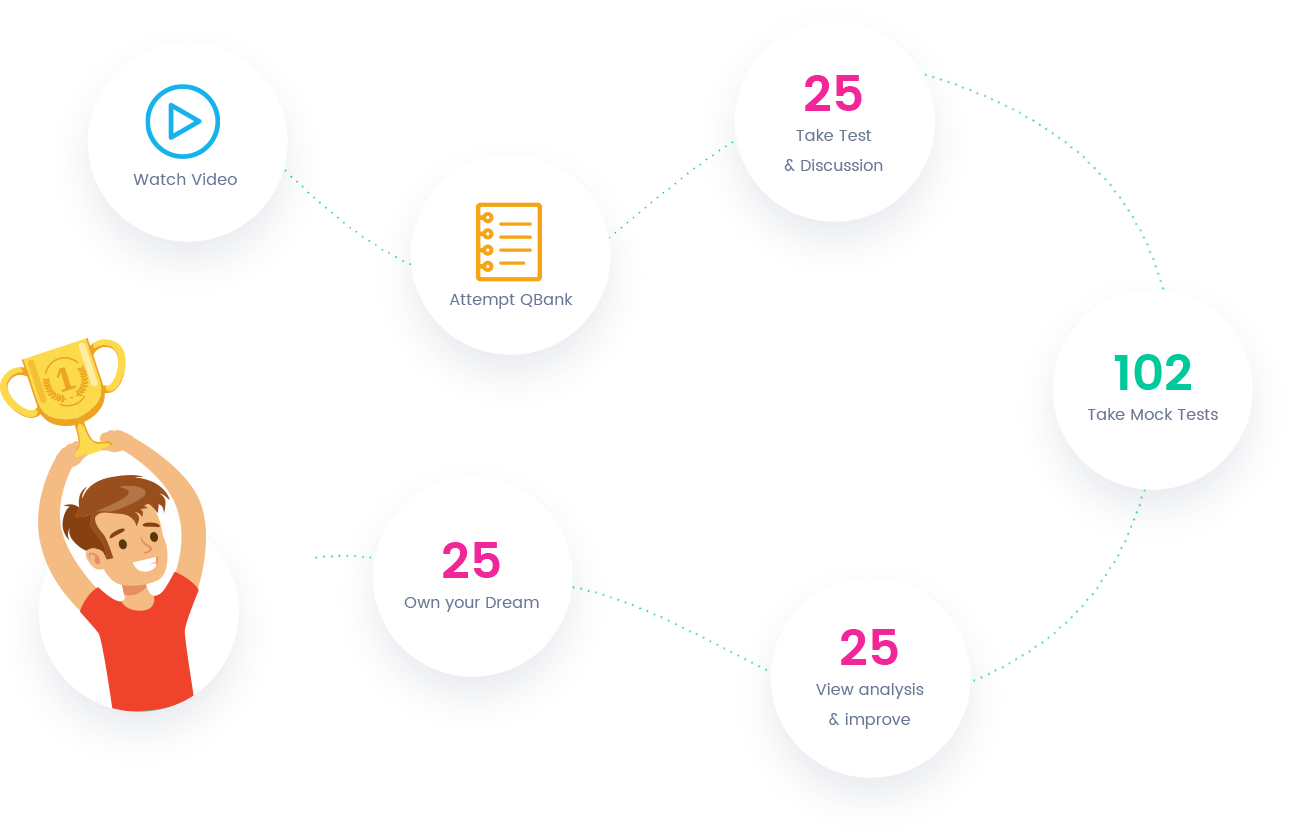 Watch Video
Attempt QBank
25
Take Test
& Discussion
102
Take Mock Tests
25
View analysis
& improve
25
Own your Dream
1